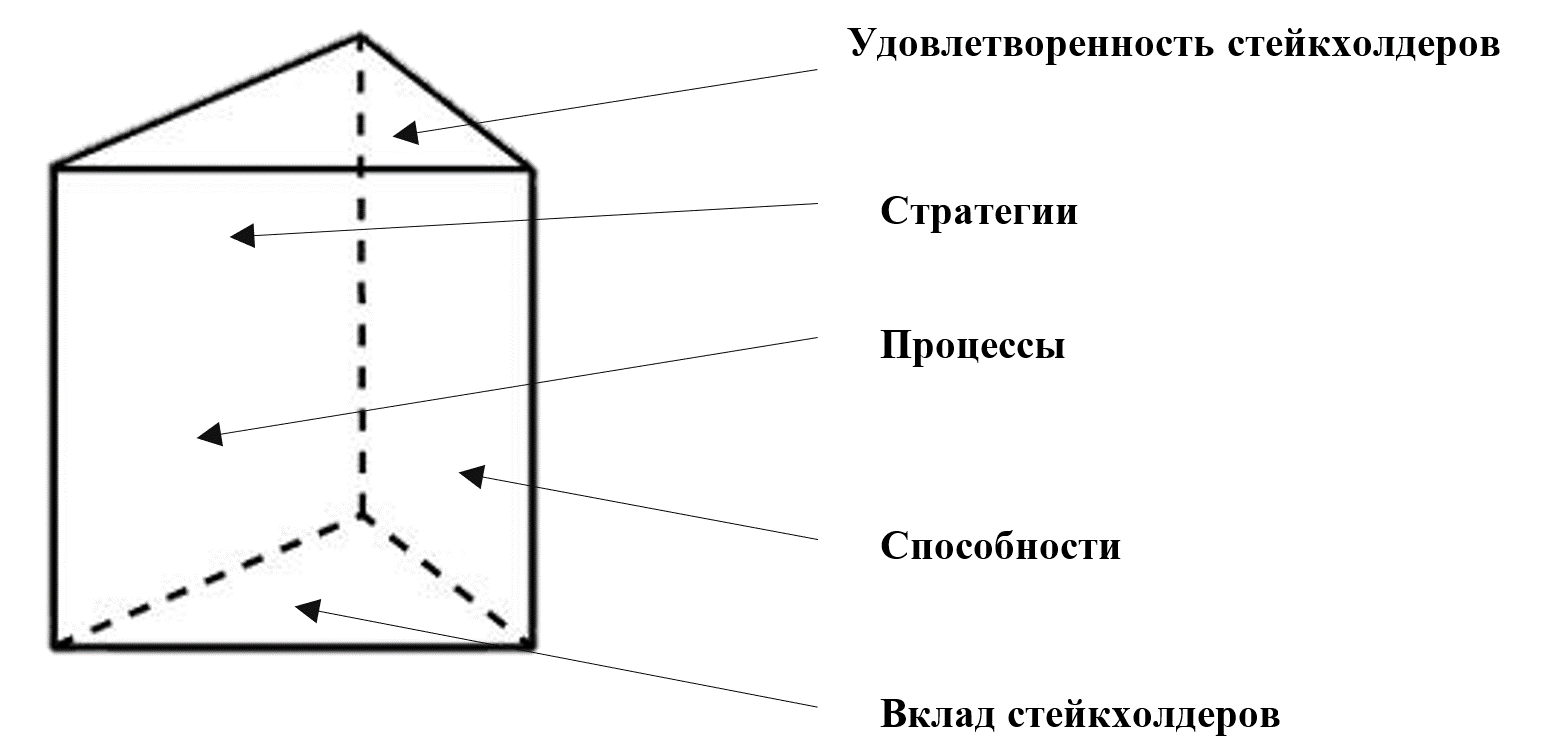 Удовлетворенность стейкхолдеров
Стратегии
Процессы
Способности
Вклад стейкхолдеров